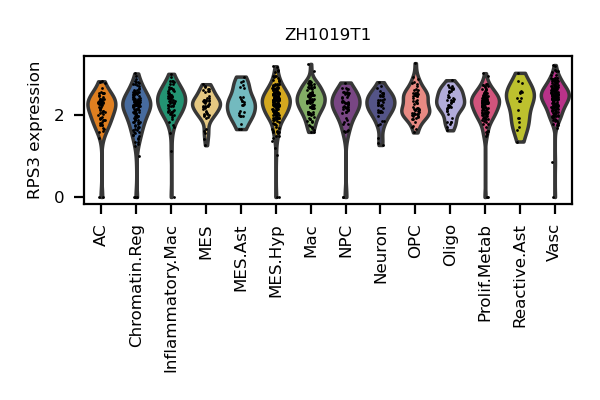 ZH1019T1
RPS3 expression
2
0
AC
Chromatin.Reg
Inflammatory.Mac
MES
MES.Ast
MES.Hyp
Mac
NPC
Neuron
OPC
Oligo
Prolif.Metab
Reactive.Ast
Vasc